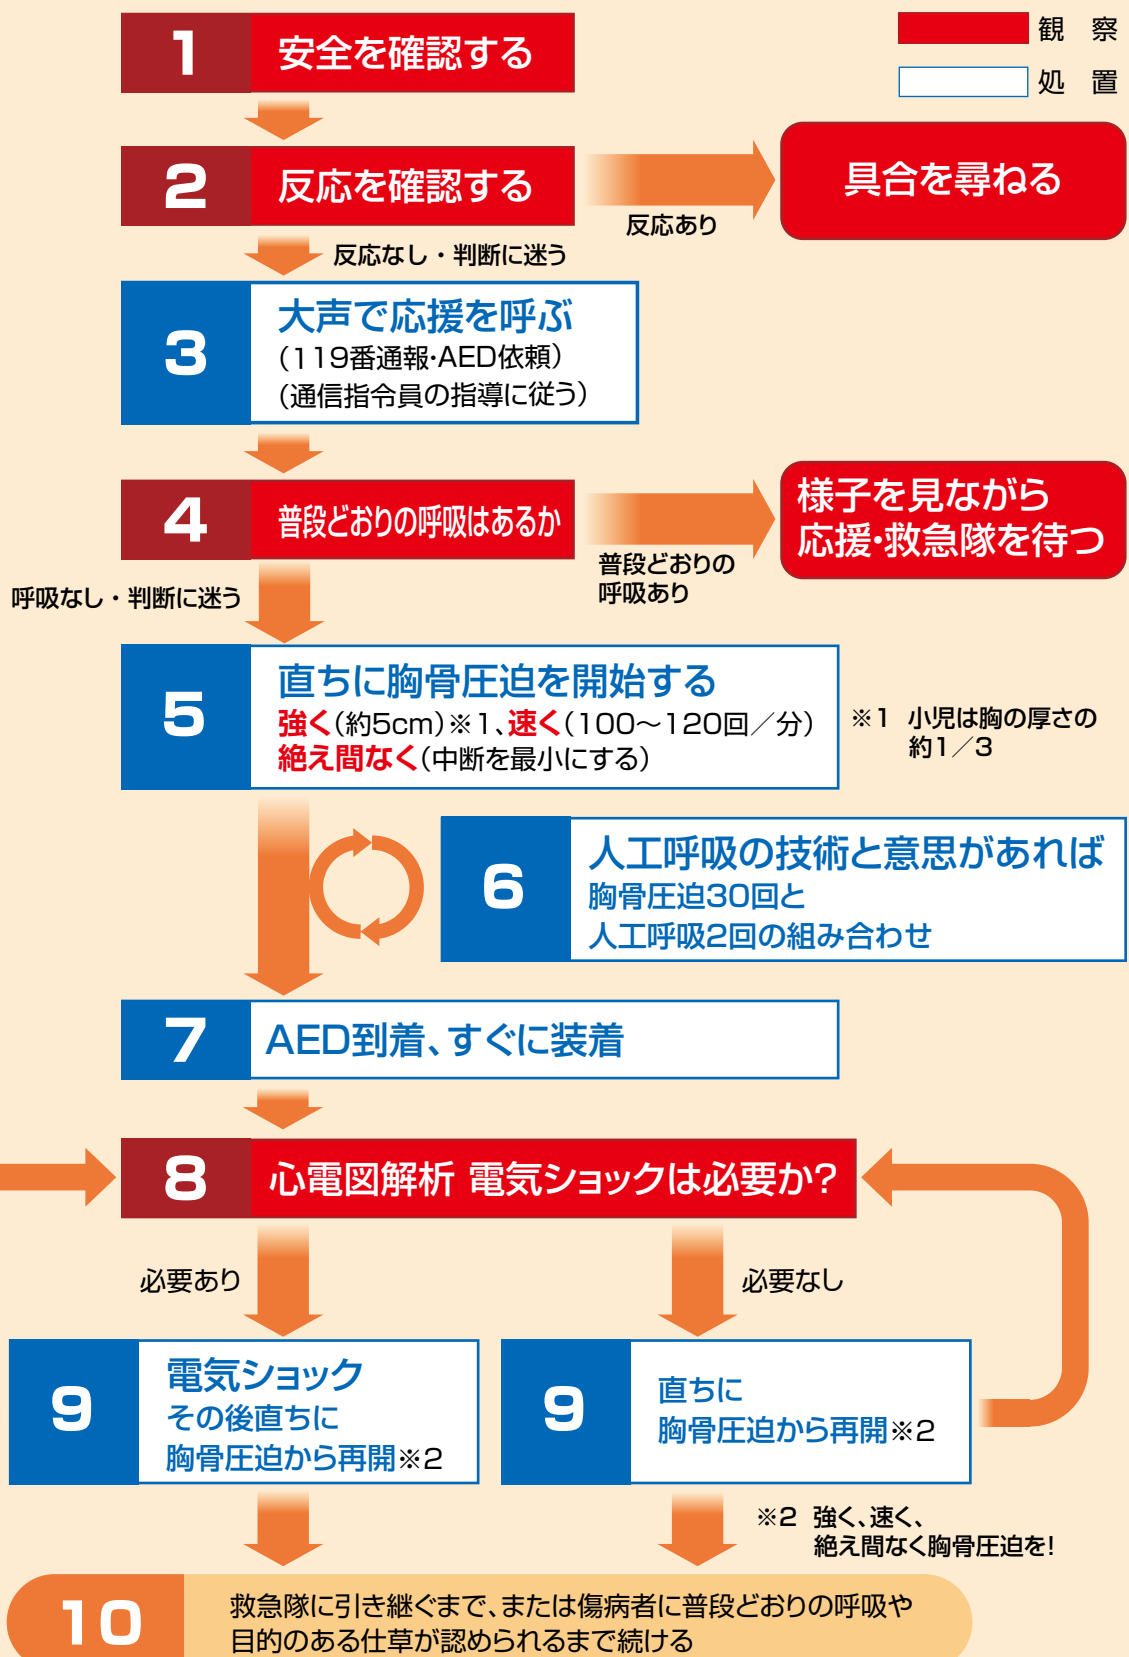 観 察
処 置
1 安全を確認する
2 反応を確認する
反応あり
具合を尋ねる
反応なし・判断に迷う
3 大声で応援を呼ぶ
(119番通報・AED依頼)
(通信指令員の指導に従う)
4 普段どおりの呼吸はあるか
普段どおりの
呼吸あり
様子を見ながら
応援・救急隊を待つ
呼吸なし・判断に迷う
5 直ちに胸骨圧迫を開始する
強く(約5cm)※1、速く(100〜120回／分)
絶え間なく(中断を最小にする)
※1 小児は胸の厚さの
約1／3
6 人工呼吸の技術と意思があれば
胸骨圧迫30回と
人工呼吸2回の組み合わせ
7 AED到着、すぐに装着
8 心電図解析 電気ショックは必要か?
必要あり
必要なし
9 電気ショック
その後直ちに
胸骨圧迫から再開※2
9 直ちに
胸骨圧迫から再開※2
※2 強く、速く、
絶え間なく胸骨圧迫を!
10 救急隊に引き継ぐまで、または傷病者に普段どおりの呼吸や
目的のある仕草が認められるまで続ける